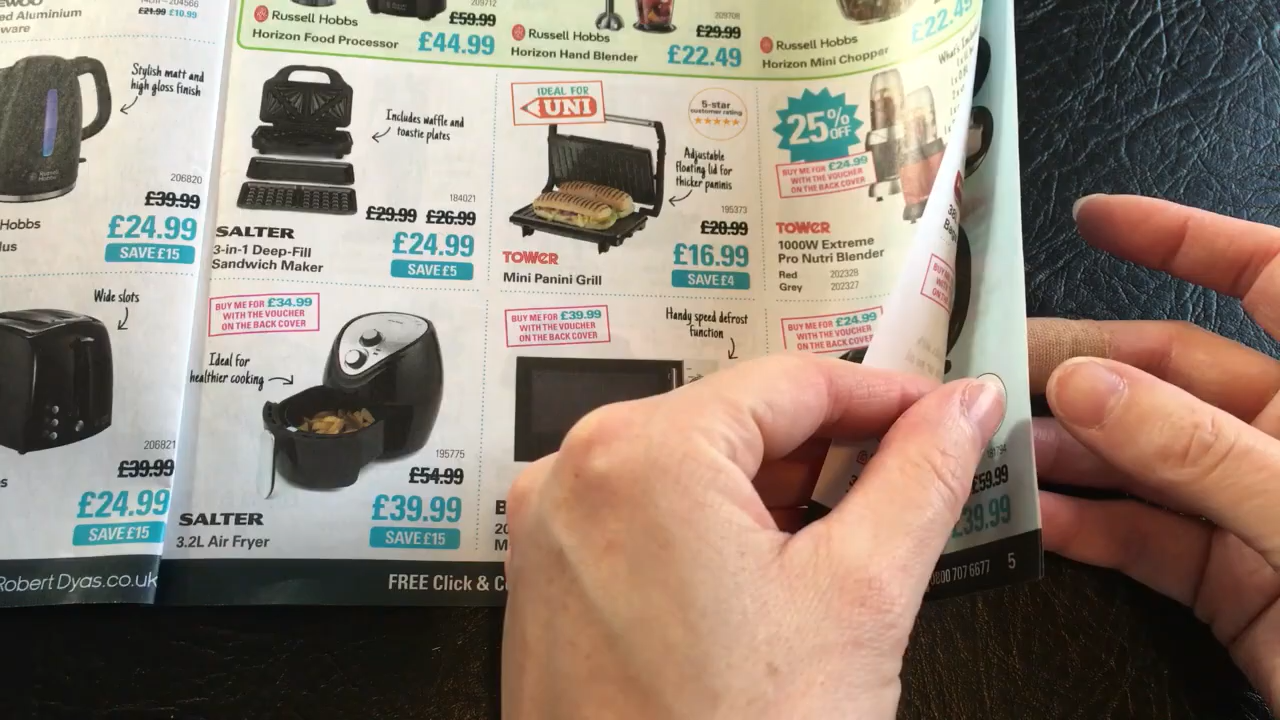 ed Aluminium
ware
14cm 204566
£21.99 £10.99
Russell Hobbs
Horizon Food Processor
209712
£59.99
£44.99
Russell Hobbs
Horizon Hand Blender
209708
£29.99
£22.49
Russell Hobbs
Horizon Mini Chopper
£22.49
Stylish matt and
high gloss finish
206820
£39.99
£24.99
SAVE £15
Hobbs
lus
Includes waffle and
toastie plates
184021
£29.99 £26.99
£24.99
SAVE £5
SALTER
3-in-1 Deep-Fill
Sandwich Maker
IDEAL FOR
UNI
5-star
customer rating
Adjustable
floating lid for
thicker paninis
195373
£20.99
£16.99
SAVE £4
TOWER
Mini Panini Grill
25%
OFF
BUY ME FOR £24.99
WITH THE VOUCHER
ON THE BACK COVER
TOWER
1000W Extreme
Pro Nutri Blender
Red 202328
Grey 202327
What's
Wide slots
206821
£39.99
£24.99
SAVE £15
BUY ME FOR £34.99
WITH THE VOUCHER
ON THE BACK COVER
Ideal for
healthier cooking
195775
£54.99
£39.99
SAVE £15
SALTER
3.2L Air Fryer
BUY ME FOR £39.99
WITH THE VOUCHER
ON THE BACK COVER
Handy speed defrost
function
BUY ME FOR £24.99
WITH THE VOUCHER
ON THE BACK COVER
181794
£59.99
£39.99
RobertDyas.co.uk
FREE Click & C
0800 707 6677 5